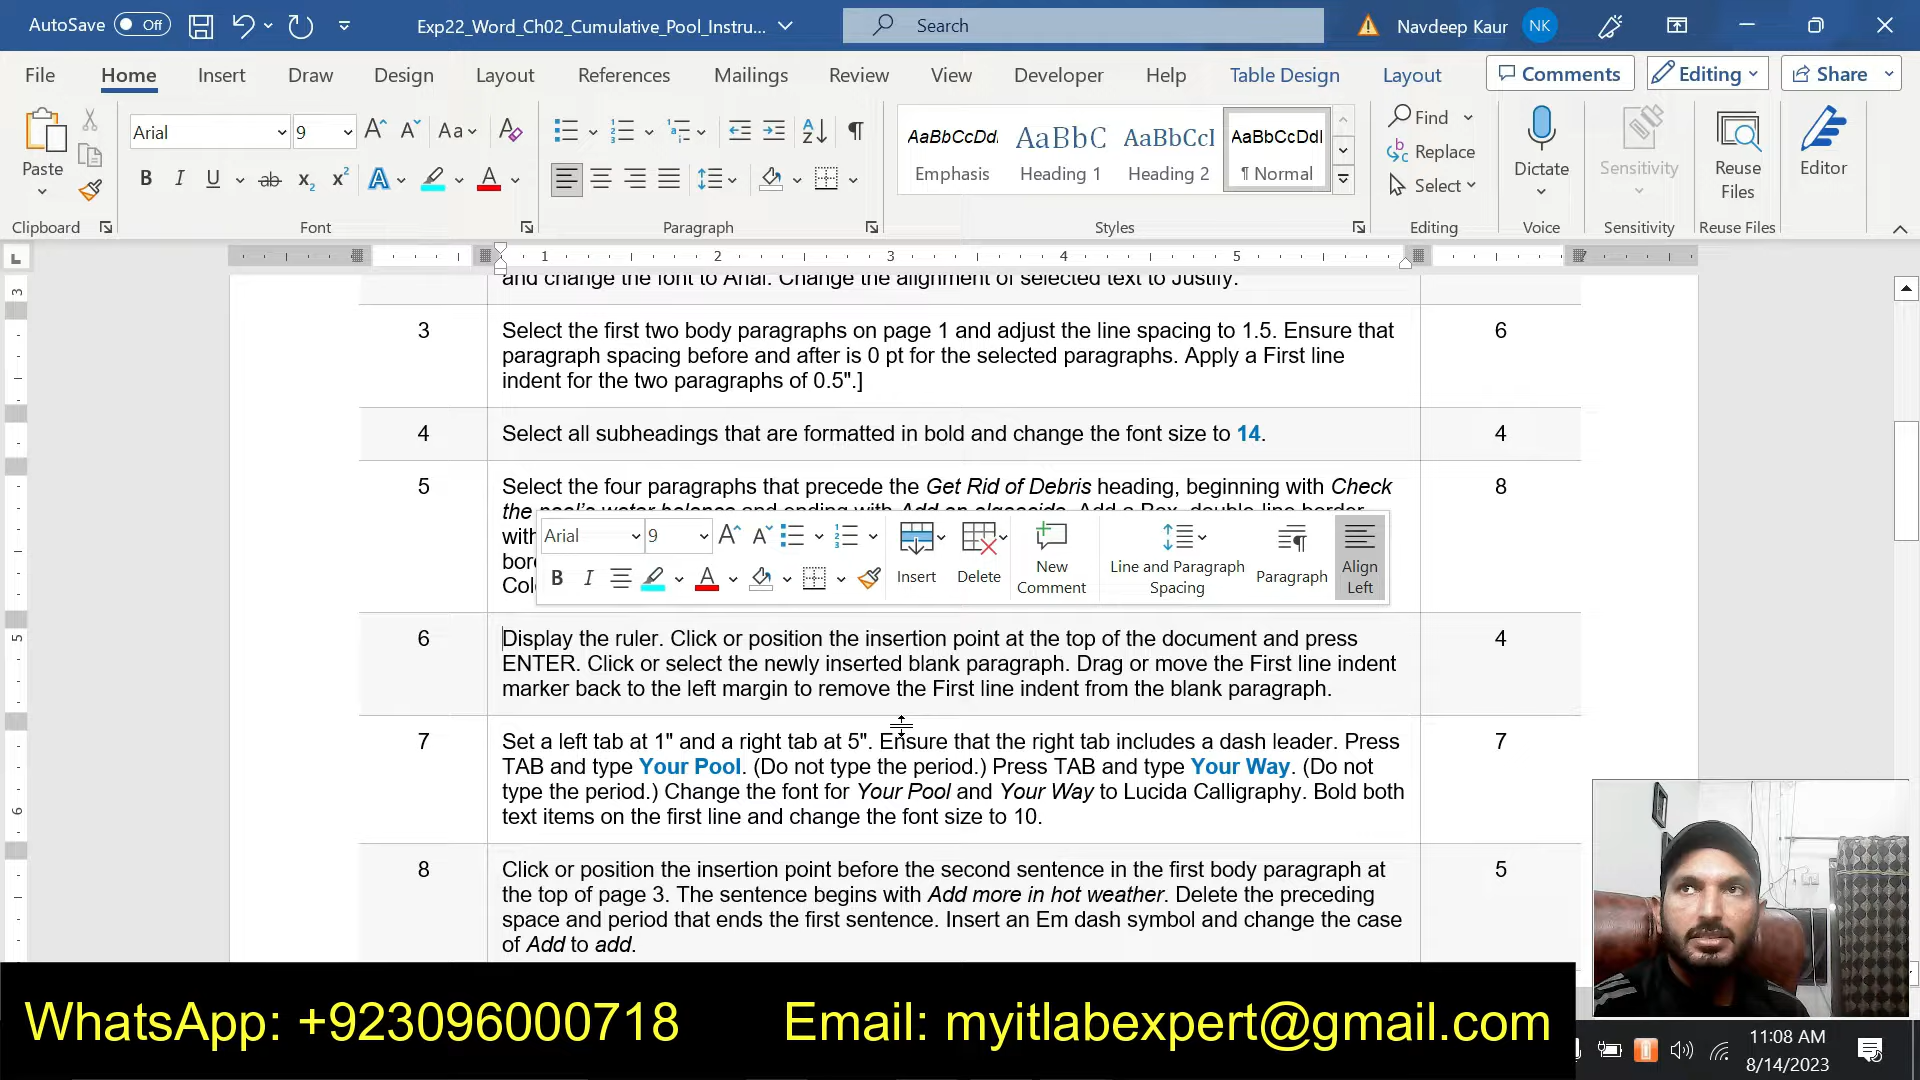 AutoSave Off Exp22_Word_Ch02_Cumulative_Pool_Instru... Search Navdeep Kaur NK
File Home Insert Draw Design Layout References Mailings Review View Developer Help Table Design Layout Comments Editing Share
Paste
Clipboard
Arial 9
Font
Paragraph
AaBbCcDd. AaBbC AaBbCcI AaBbCcDdI
Emphasis Heading 1 Heading 2 ¶ Normal
Styles
Find
Replace
Select
Editing
Dictate
Voice
Sensitivity
Sensitivity
Reuse Files
Reuse Files
Editor
1 2 3 4 5 7
and change the font to Arial. Change the alignment of selected text to Justify.
3 Select the first two body paragraphs on page 1 and adjust the line spacing to 1.5. Ensure that 6
paragraph spacing before and after is 0 pt for the selected paragraphs. Apply a First line
indent for the two paragraphs of 0.5".]
4 Select all subheadings that are formatted in bold and change the font size to 14. 4
5 Select the four paragraphs that precede the Get Rid of Debris heading, beginning with Check 8
the pool's water balance and ending with Add an algaecide. Add a Box, double-line border
with
bord
Colo
Arial 9
Insert Delete New Comment Line and Paragraph Spacing Paragraph Align Left
6 Display the ruler. Click or position the insertion point at the top of the document and press 4
ENTER. Click or select the newly inserted blank paragraph. Drag or move the First line indent
marker back to the left margin to remove the First line indent from the blank paragraph.
7 Set a left tab at 1" and a right tab at 5". Ensure that the right tab includes a dash leader. Press 7
TAB and type Your Pool. (Do not type the period.) Press TAB and type Your Way. (Do not
type the period.) Change the font for Your Pool and Your Way to Lucida Calligraphy. Bold both
text items on the first line and change the font size to 10.
8 Click or position the insertion point before the second sentence in the first body paragraph at 5
the top of page 3. The sentence begins with Add more in hot weather. Delete the preceding
space and period that ends the first sentence. Insert an Em dash symbol and change the case
of Add to add.
WhatsApp: +923096000718 Email: myitlabexpert@gmail.com
11:08 AM
8/14/2023